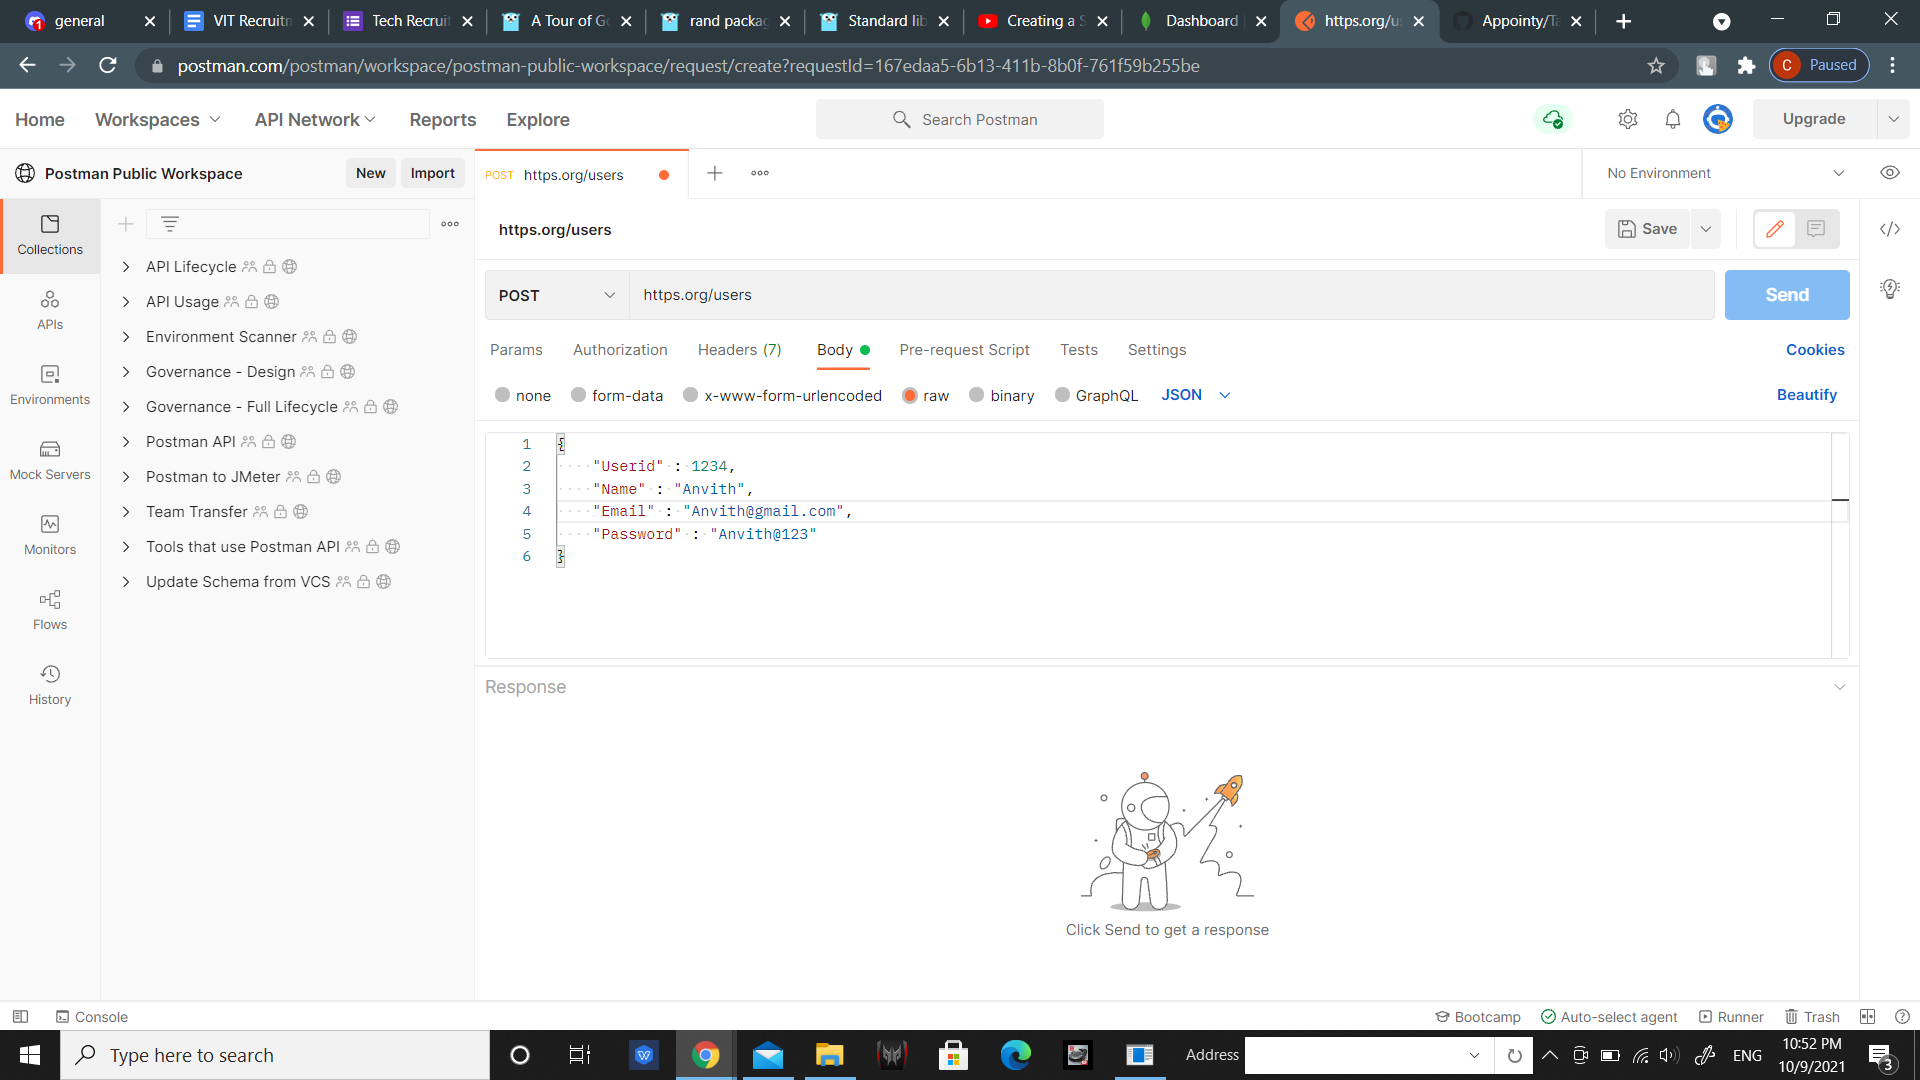 general
VIT Recruitn
Tech Recruit
A Tour of Go
rand packag
Standard lib
Creating a S
Dashboard
https.org/us
Appointy/Ta
postman.com/postman/workspace/postman-public-workspace/request/create?requestId=167edaa5-6b13-411b-8b0f-761f59b255be
C Paused
Home Workspaces API Network Reports Explore
Search Postman
Upgrade
Postman Public Workspace
New Import
POST https.org/users
No Environment
Collections
APIs
Environments
Mock Servers
Monitors
Flows
History
API Lifecycle
API Usage
Environment Scanner
Governance - Design
Governance - Full Lifecycle
Postman API
Postman to JMeter
Team Transfer
Tools that use Postman API
Update Schema from VCS
https.org/users
Save
POST https.org/users
Send
Params Authorization Headers (7) Body Pre-request Script Tests Settings
Cookies
none form-data x-www-form-urlencoded raw binary GraphQL JSON
Beautify
1 {
2 "Userid" : 1234,
3 "Name" : "Anvith",
4 "Email" : "Anvith@gmail.com",
5 "Password" : "Anvith@123"
6 }
Response
Click Send to get a response
Console
Bootcamp Auto-select agent Runner Trash
Type here to search
Address
ENG
10:52 PM
10/9/2021
3